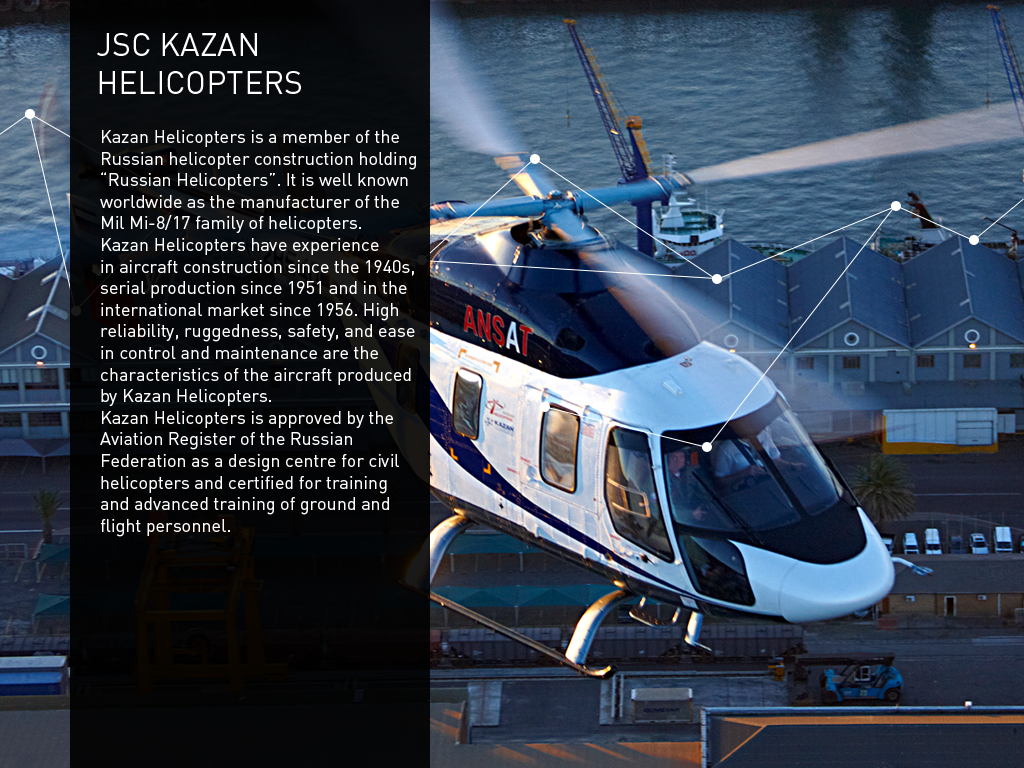 JSC KAZAN
HELICOPTERS
Kazan Helicopters is a member of the
Russian helicopter construction holding
“Russian Helicopters”. It is well known
worldwide as the manufacturer of the
Mil Mi-8/17 family of helicopters.
Kazan Helicopters have experience
in aircraft construction since the 1940s,
serial production since 1951 and in the
international market since 1956. High
reliability, ruggedness, safety, and ease
in control and maintenance are the
characteristics of the aircraft produced
by Kazan Helicopters.
Kazan Helicopters is approved by the
Aviation Register of the Russian
Federation as a design centre for civil
helicopters and certified for training
and advanced training of ground and
flight personnel.
ANSAT
KAZAN